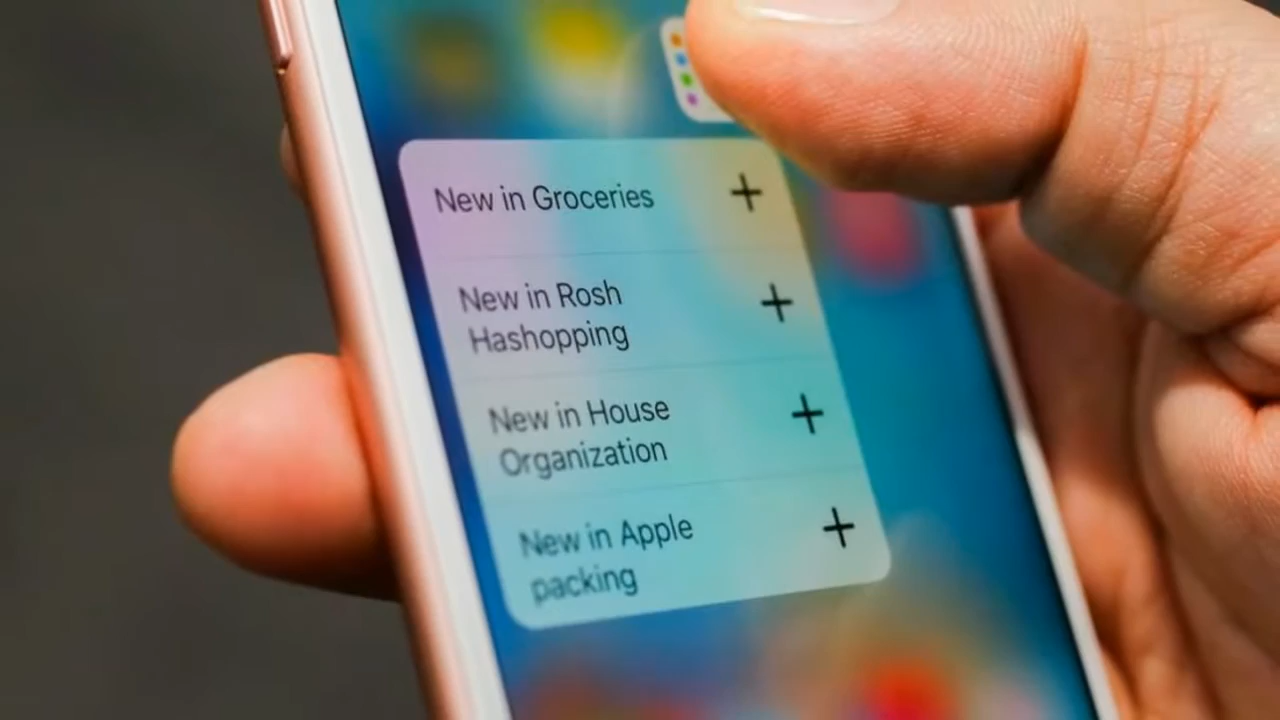 New in Groceries +
New in Rosh +
Hashopping
New in House +
Organization
New in Apple +
packing